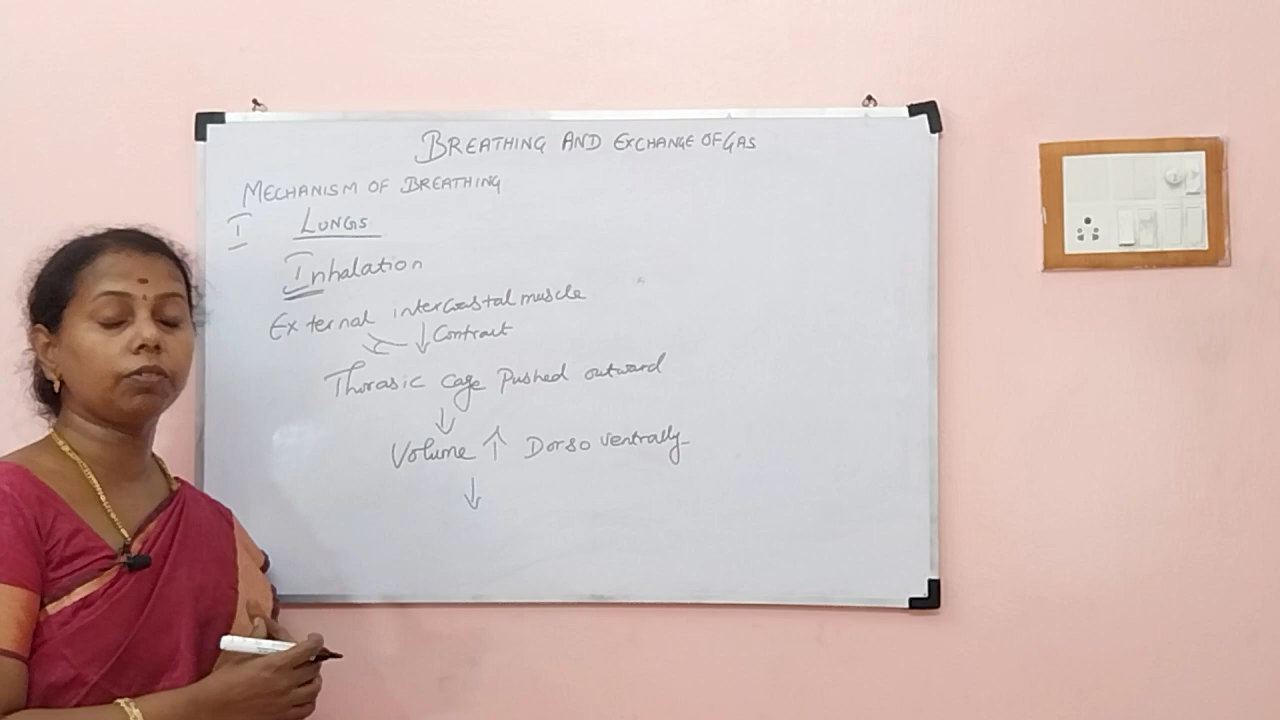 BREATHING AND EXCHANGE OF GAS
MECHANISM OF BREATHING
I LUNGS
Inhalation
External intercostal muscle
↓ Contract
Thorasic cage pushed outward
↓
Volume ↑ Dorso ventrally
↓